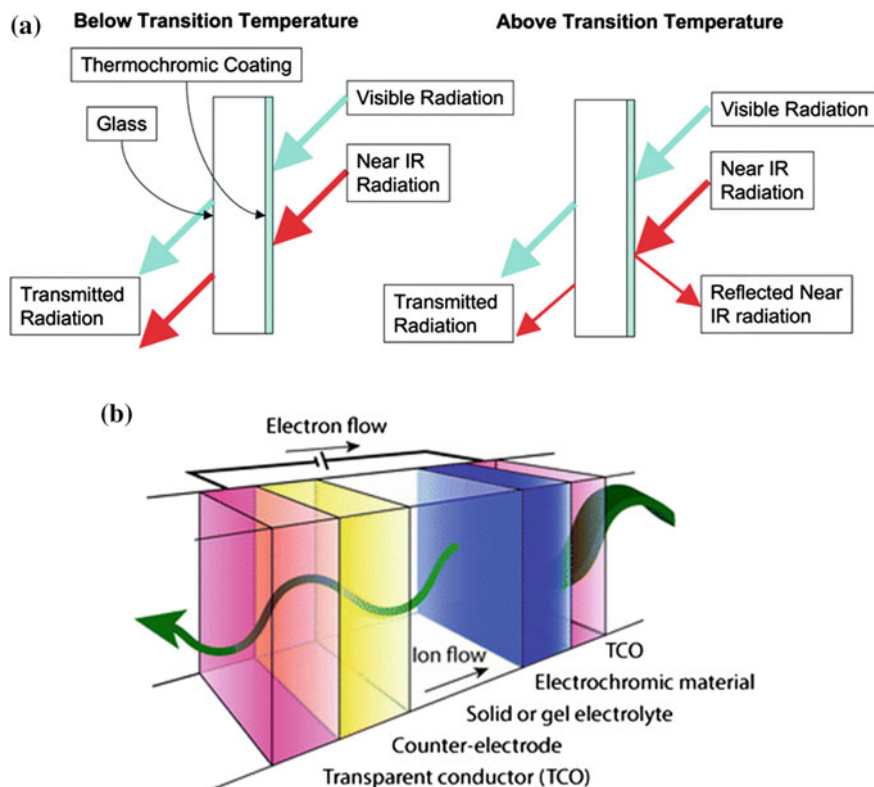 (a)
Below Transition Temperature
Above Transition Temperature
Thermochromic Coating
Glass
Visible Radiation
Near IR
Radiation
Transmitted
Radiation
Visible Radiation
Near IR
Radiation
Transmitted
Radiation
Reflected Near
IR radiation
(b)
Electron flow
Ion flow
TCO
Electrochromic material
Solid or gel electrolyte
Counter-electrode
Transparent conductor (TCO)